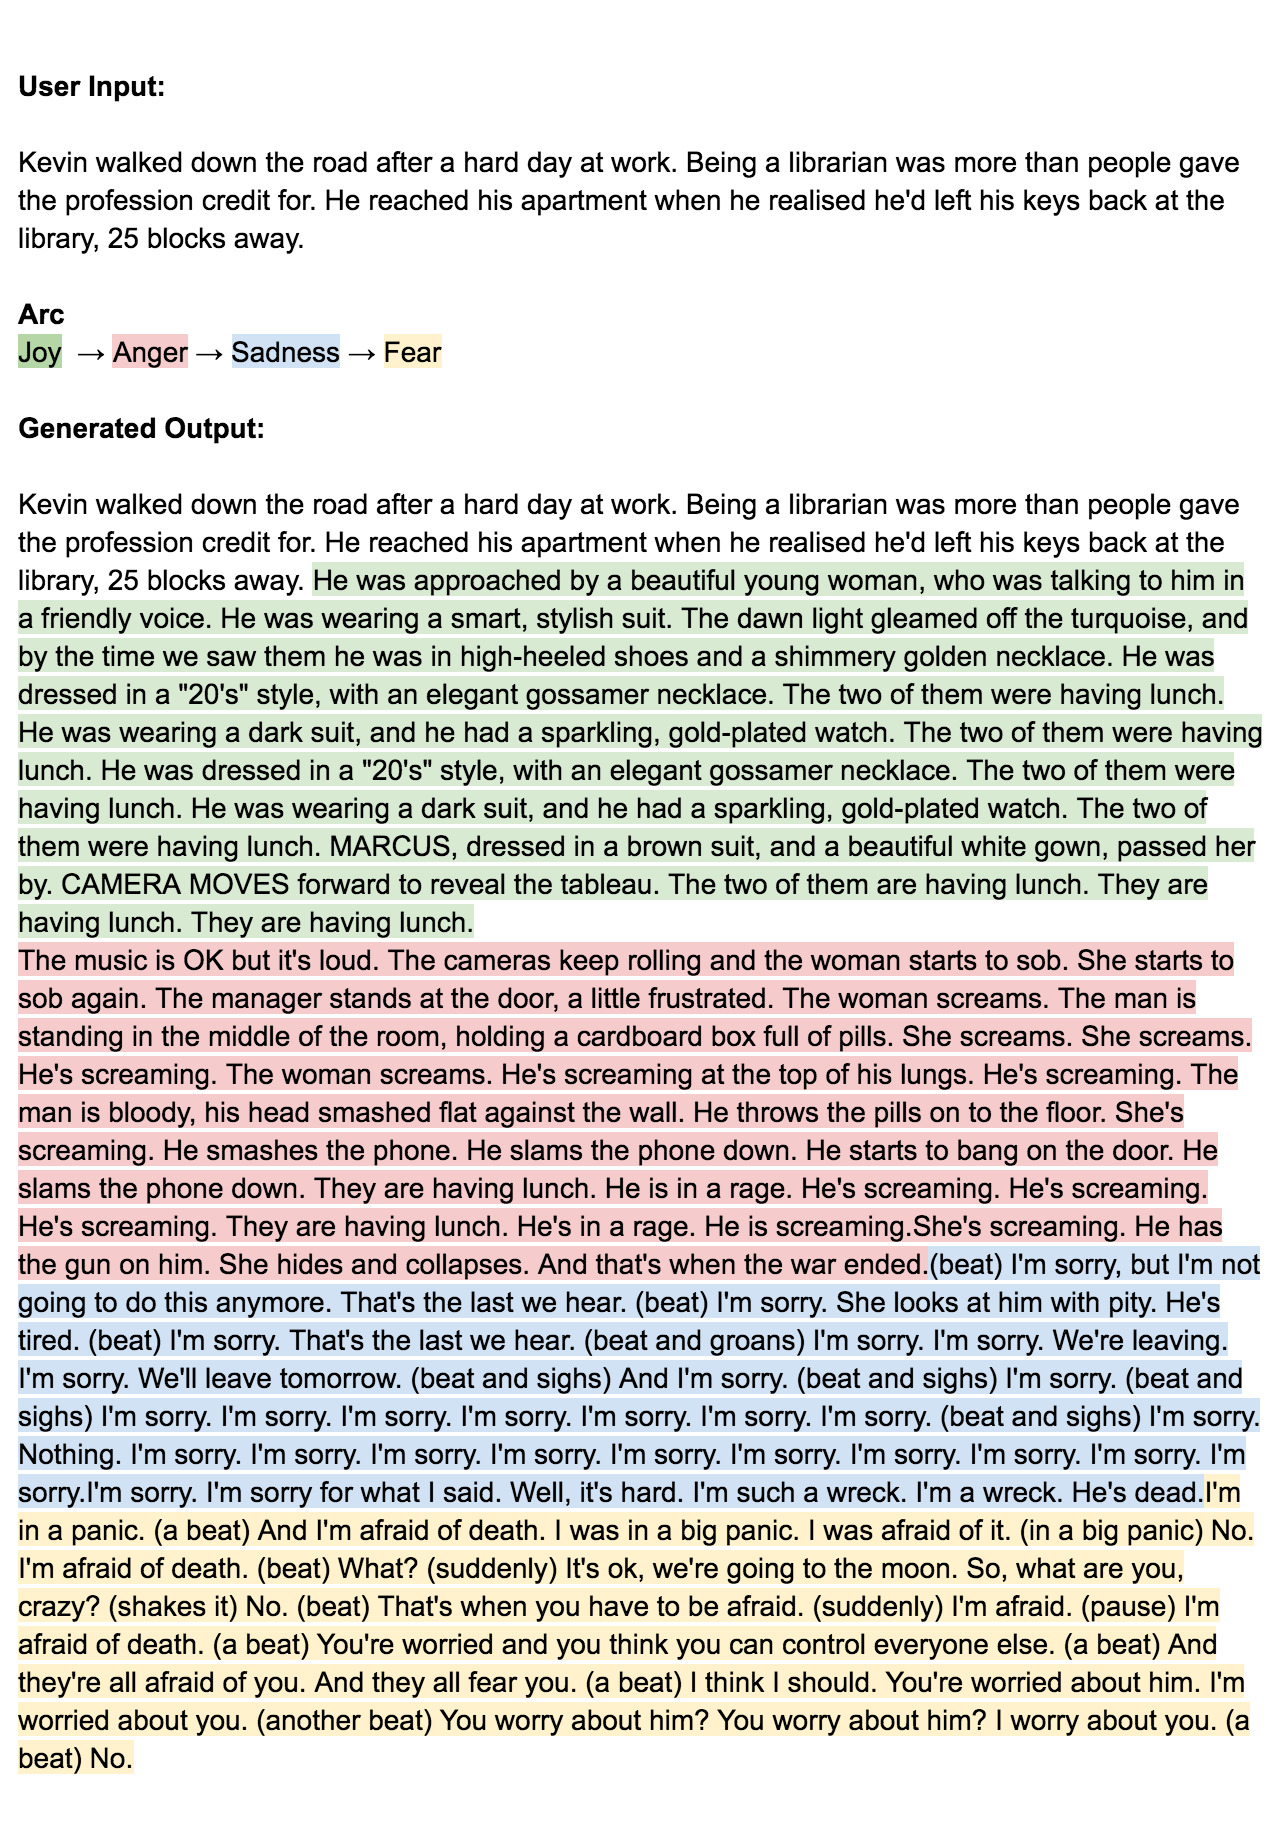 User Input:
Kevin walked down the road after a hard day at work. Being a librarian was more than people gave
the profession credit for. He reached his apartment when he realised he'd left his keys back at the
library, 25 blocks away.
Arc
Joy → Anger → Sadness → Fear
Generated Output:
Kevin walked down the road after a hard day at work. Being a librarian was more than people gave
the profession credit for. He reached his apartment when he realised he'd left his keys back at the
library, 25 blocks away. He was approached by a beautiful young woman, who was talking to him in
a friendly voice. He was wearing a smart, stylish suit. The dawn light gleamed off the turquoise, and
by the time we saw them he was in high-heeled shoes and a shimmery golden necklace. He was
dressed in a "20's" style, with an elegant gossamer necklace. The two of them were having lunch.
He was wearing a dark suit, and he had a sparkling, gold-plated watch. The two of them were having
lunch. He was dressed in a "20's" style, with an elegant gossamer necklace. The two of them were
having lunch. He was wearing a dark suit, and he had a sparkling, gold-plated watch. The two of
them were having lunch. MARCUS, dressed in a brown suit, and a beautiful white gown, passed her
by. CAMERA MOVES forward to reveal the tableau. The two of them are having lunch. They are
having lunch. They are having lunch.
The music is OK but it's loud. The cameras keep rolling and the woman starts to sob. She starts to
sob again. The manager stands at the door, a little frustrated. The woman screams. The man is
standing in the middle of the room, holding a cardboard box full of pills. She screams. She screams.
He's screaming. The woman screams. He's screaming at the top of his lungs. He's screaming. The
man is bloody, his head smashed flat against the wall. He throws the pills on to the floor. She's
screaming. He smashes the phone. He slams the phone down. He starts to bang on the door. He
slams the phone down. They are having lunch. He is in a rage. He's screaming. He's screaming.
He's screaming. They are having lunch. He's in a rage. He is screaming.She's screaming. He has
the gun on him. She hides and collapses. And that's when the war ended.(beat) I'm sorry, but I'm not
going to do this anymore. That's the last we hear. (beat) I'm sorry. She looks at him with pity. He's
tired. (beat) I'm sorry. That's the last we hear. (beat and groans) I'm sorry. I'm sorry. We're leaving.
I'm sorry. We'll leave tomorrow. (beat and sighs) And I'm sorry. (beat and sighs) I'm sorry. (beat and
sighs) I'm sorry. I'm sorry. I'm sorry. I'm sorry. I'm sorry. I'm sorry. I'm sorry. (beat and sighs) I'm sorry.
Nothing. I'm sorry. I'm sorry. I'm sorry. I'm sorry. I'm sorry. I'm sorry. I'm sorry. I'm sorry. I'm sorry. I'm
sorry.I'm sorry. I'm sorry for what I said. Well, it's hard. I'm such a wreck. I'm a wreck. He's dead.I'm
in a panic. (a beat) And I'm afraid of death. I was in a big panic. I was afraid of it. (in a big panic) No.
I'm afraid of death. (beat) What? (suddenly) It's ok, we're going to the moon. So, what are you,
crazy? (shakes it) No. (beat) That's when you have to be afraid. (suddenly) I'm afraid. (pause) I'm
afraid of death. (a beat) You're worried and you think you can control everyone else. (a beat) And
they're all afraid of you. And they all fear you. (a beat) I think I should. You're worried about him. I'm
worried about you. (another beat) You worry about him? You worry about him? I worry about you. (a
beat) No.